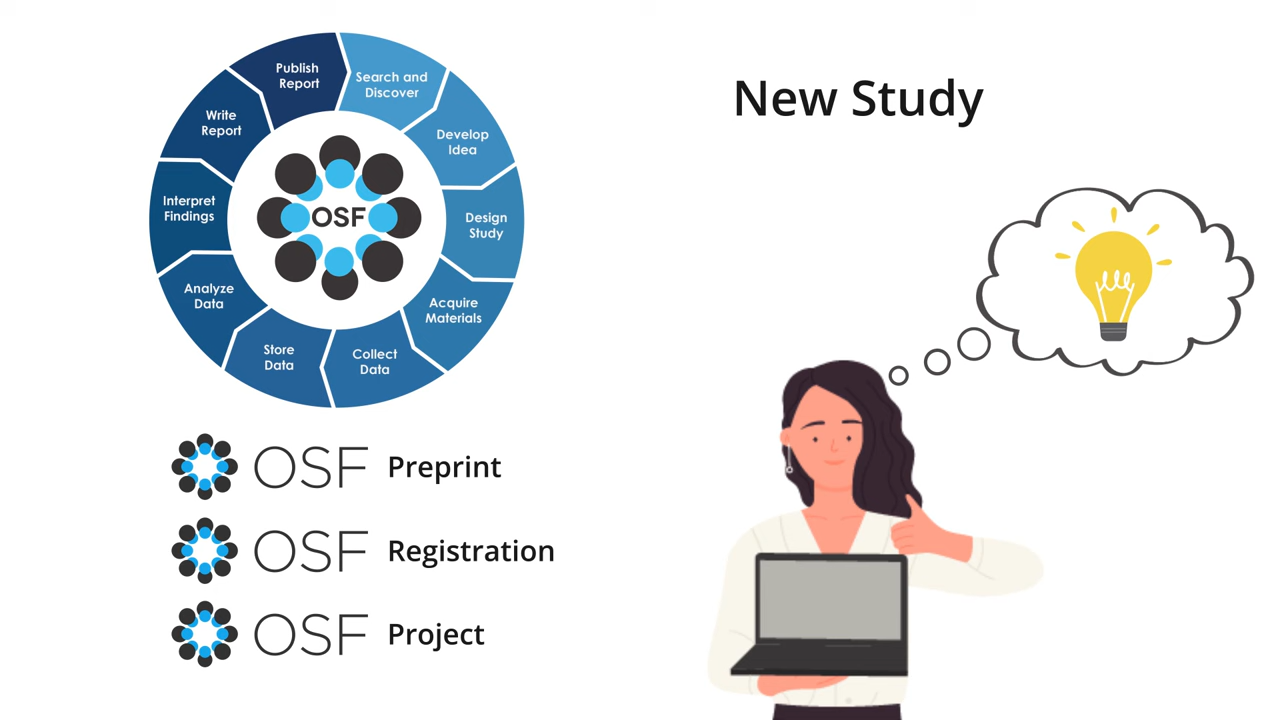 Publish
Report
Search and
Discover
Develop
Idea
Design
Study
Acquire
Materials
Collect
Data
Store
Data
Analyze
Data
Interpret
Findings
Write
Report
OSF
OSF Preprint
OSF Registration
OSF Project
New Study